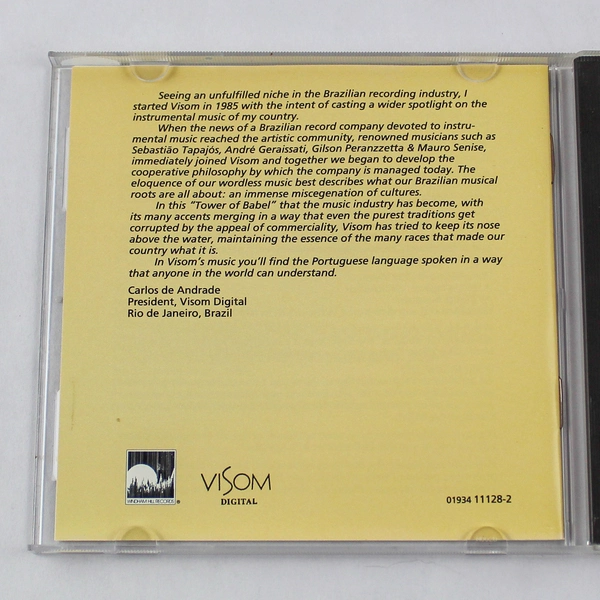 Seeing an unfulfilled niche in the Brazilian recording industry, I
started Visom in 1985 with the intent of casting a wider spotlight on the
instrumental music of my country.
When the news of a Brazilian record company devoted to instru-
mental music reached the artistic community, renowned musicians such as
Sebastião Tapajós, André Geraissati, Gilson Peranzzetta & Mauro Senise,
immediately joined Visom and together we began to develop the
cooperative philosophy by which the company is managed today. The
eloquence of our wordless music best describes what our Brazilian musical
roots are all about: an immense miscegenation of cultures.
In this "Tower of Babel" that the music industry has become, with
its many accents merging in a way that even the purest traditions get
corrupted by the appeal of commerciality, Visom has tried to keep its nose
above the water, maintaining the essence of the many races that made our
country what it is.
In Visom's music you'll find the Portuguese language spoken in a way
that anyone in the world can understand.
Carlos de Andrade
President, Visom Digital
Rio de Janeiro, Brazil
WINDHAM HILL RECORDS
VISOM
DIGITAL
01934 11128-2